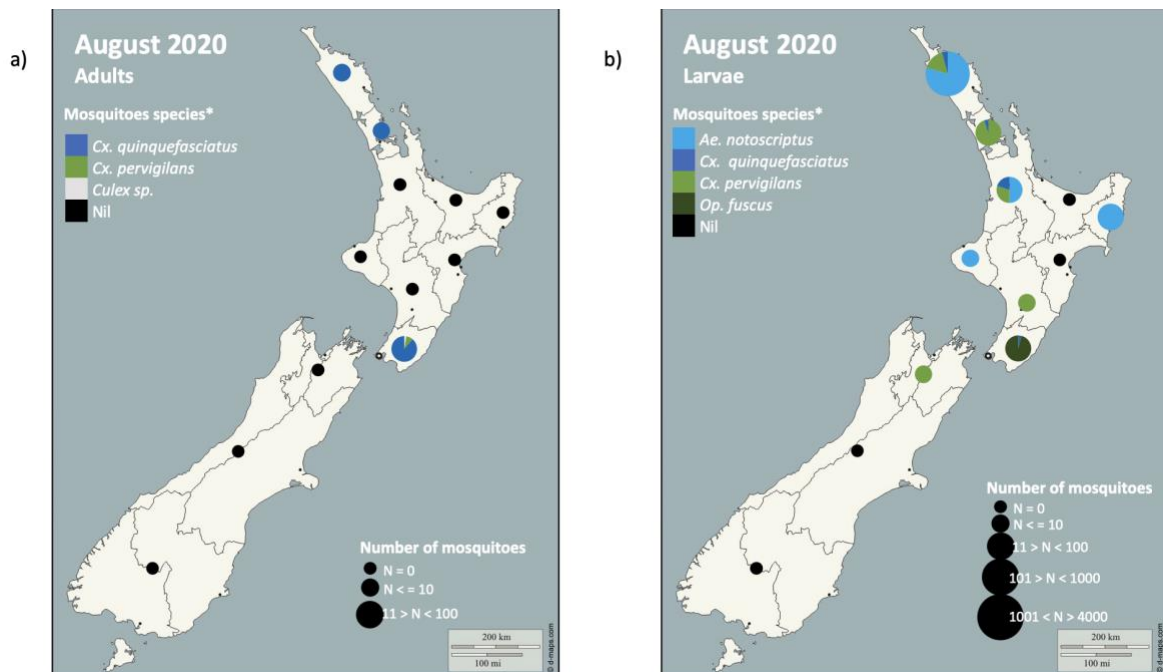 a)
August 2020
Adults
Mosquitoes species*
Cx. quinquefasciatus
Cx. pervigilans
Culex sp.
Nil
Number of mosquitoes
N = 0
N < = 10
11 > N < 100
200 km
100 mi
© d-maps.com
b)
August 2020
Larvae
Mosquitoes species*
Ae. notoscriptus
Cx. quinquefasciatus
Cx. pervigilans
Op. fuscus
Nil
Number of mosquitoes
N = 0
N < = 10
11 > N < 100
101 > N < 1000
1001 < N > 4000
200 km
100 mi
© d-maps.com